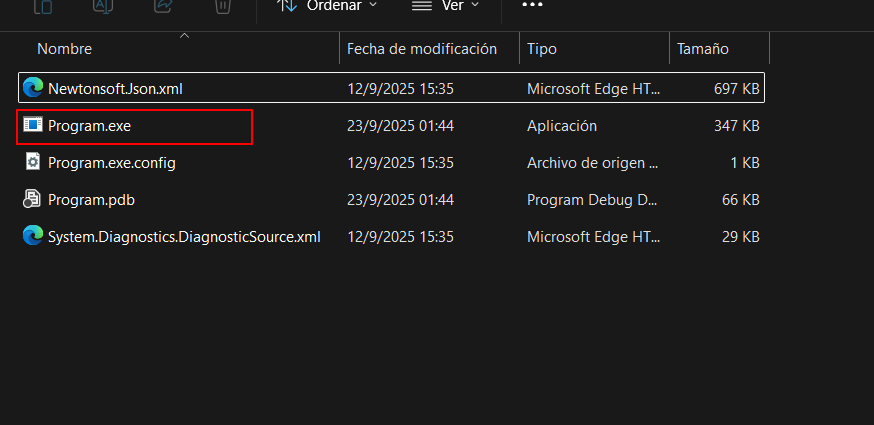 Ordenar Ver
Nombre Fecha de modificación Tipo Tamaño
Newtonsoft.Json.xml 12/9/2025 15:35 Microsoft Edge HT... 697 KB
Program.exe 23/9/2025 01:44 Aplicación 347 KB
Program.exe.config 12/9/2025 15:35 Archivo de origen ... 1 KB
Program.pdb 23/9/2025 01:44 Program Debug D... 66 KB
System.Diagnostics.DiagnosticSource.xml 12/9/2025 15:35 Microsoft Edge HT... 29 KB